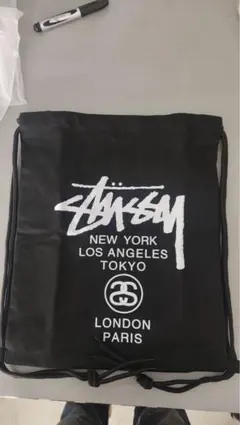 STÜSSY
NEW YORK
LOS ANGELES
TOKYO
LONDON
PARIS